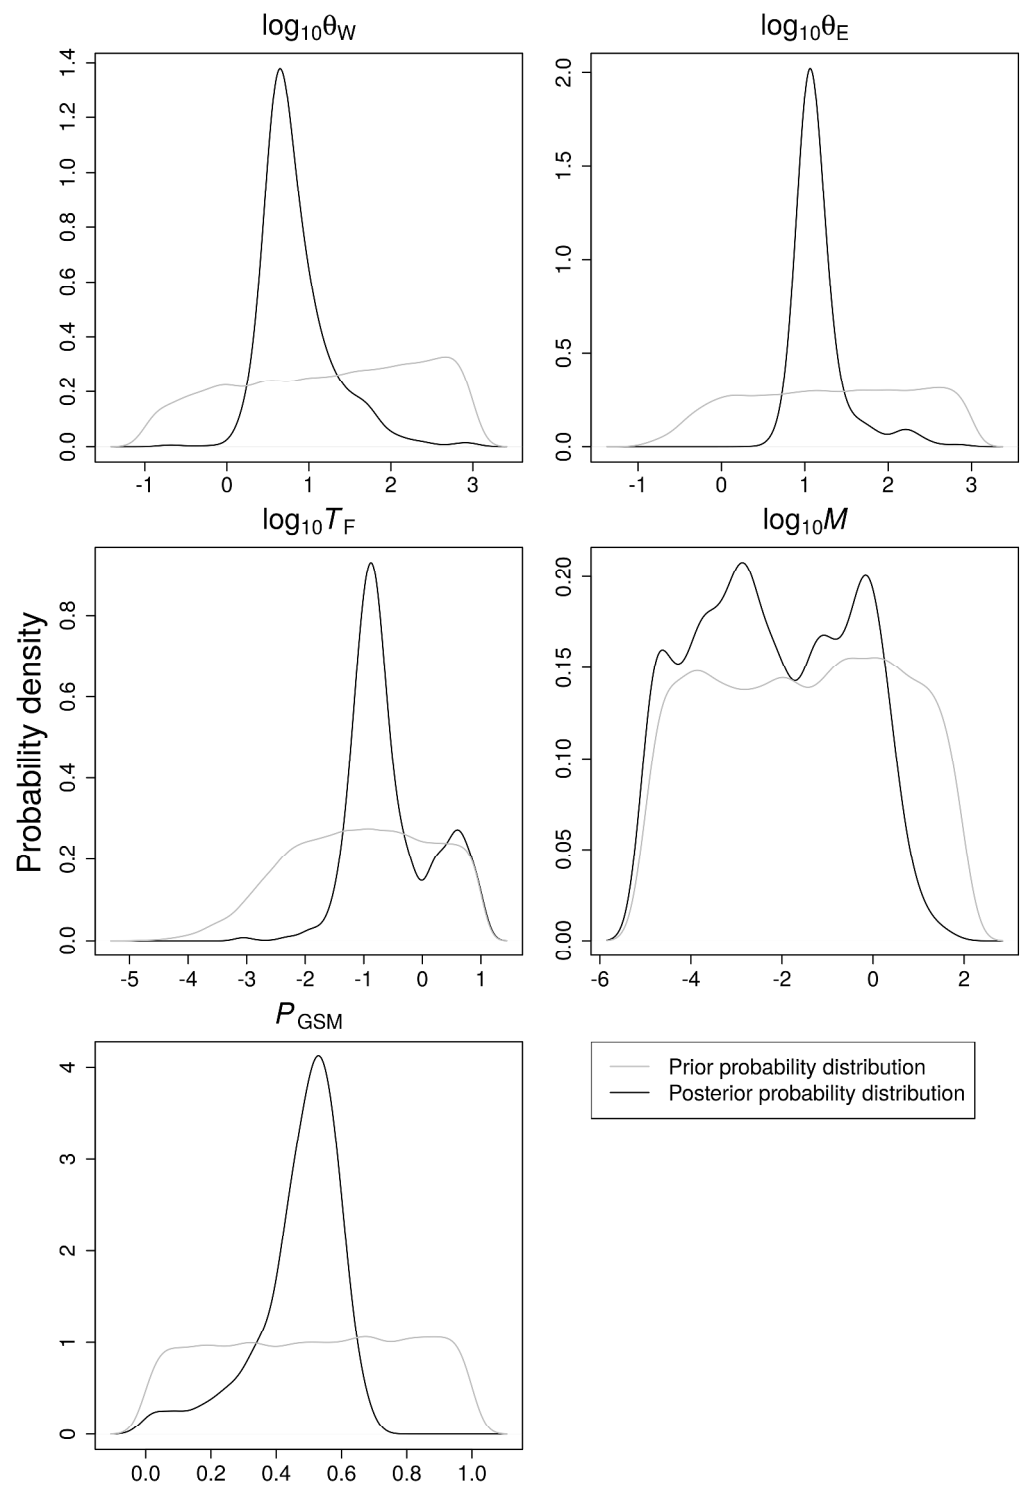 log₁₀θW
log₁₀θE
0.0 0.2 0.4 0.6 0.8 1.0 1.2 1.4
-1 0 1 2 3
0.0 0.5 1.0 1.5 2.0
-1 0 1 2 3
log₁₀TF
log₁₀M
Probability density
0.0 0.2 0.4 0.6 0.8
-5 -4 -3 -2 -1 0 1
0.00 0.05 0.10 0.15 0.20
-6 -4 -2 0 2
PGSM
0 1 2 3 4
0.0 0.2 0.4 0.6 0.8 1.0
Prior probability distribution
Posterior probability distribution